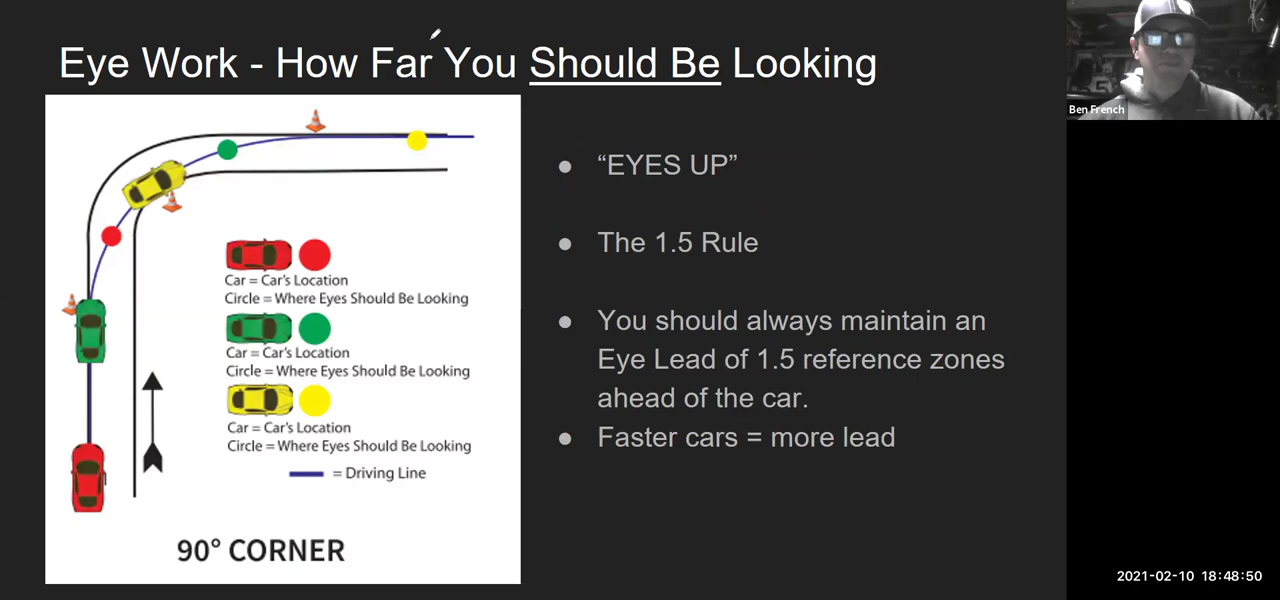 Eye Work - How Far You Should Be Looking
Ben French
● “EYES UP”
● The 1.5 Rule
● You should always maintain an
Eye Lead of 1.5 reference zones
ahead of the car.
● Faster cars = more lead
Car = Car's Location
Circle = Where Eyes Should Be Looking
Car = Car's Location
Circle = Where Eyes Should Be Looking
Car = Car's Location
Circle = Where Eyes Should Be Looking
= Driving Line
90° CORNER
2021-02-10 18:48:50